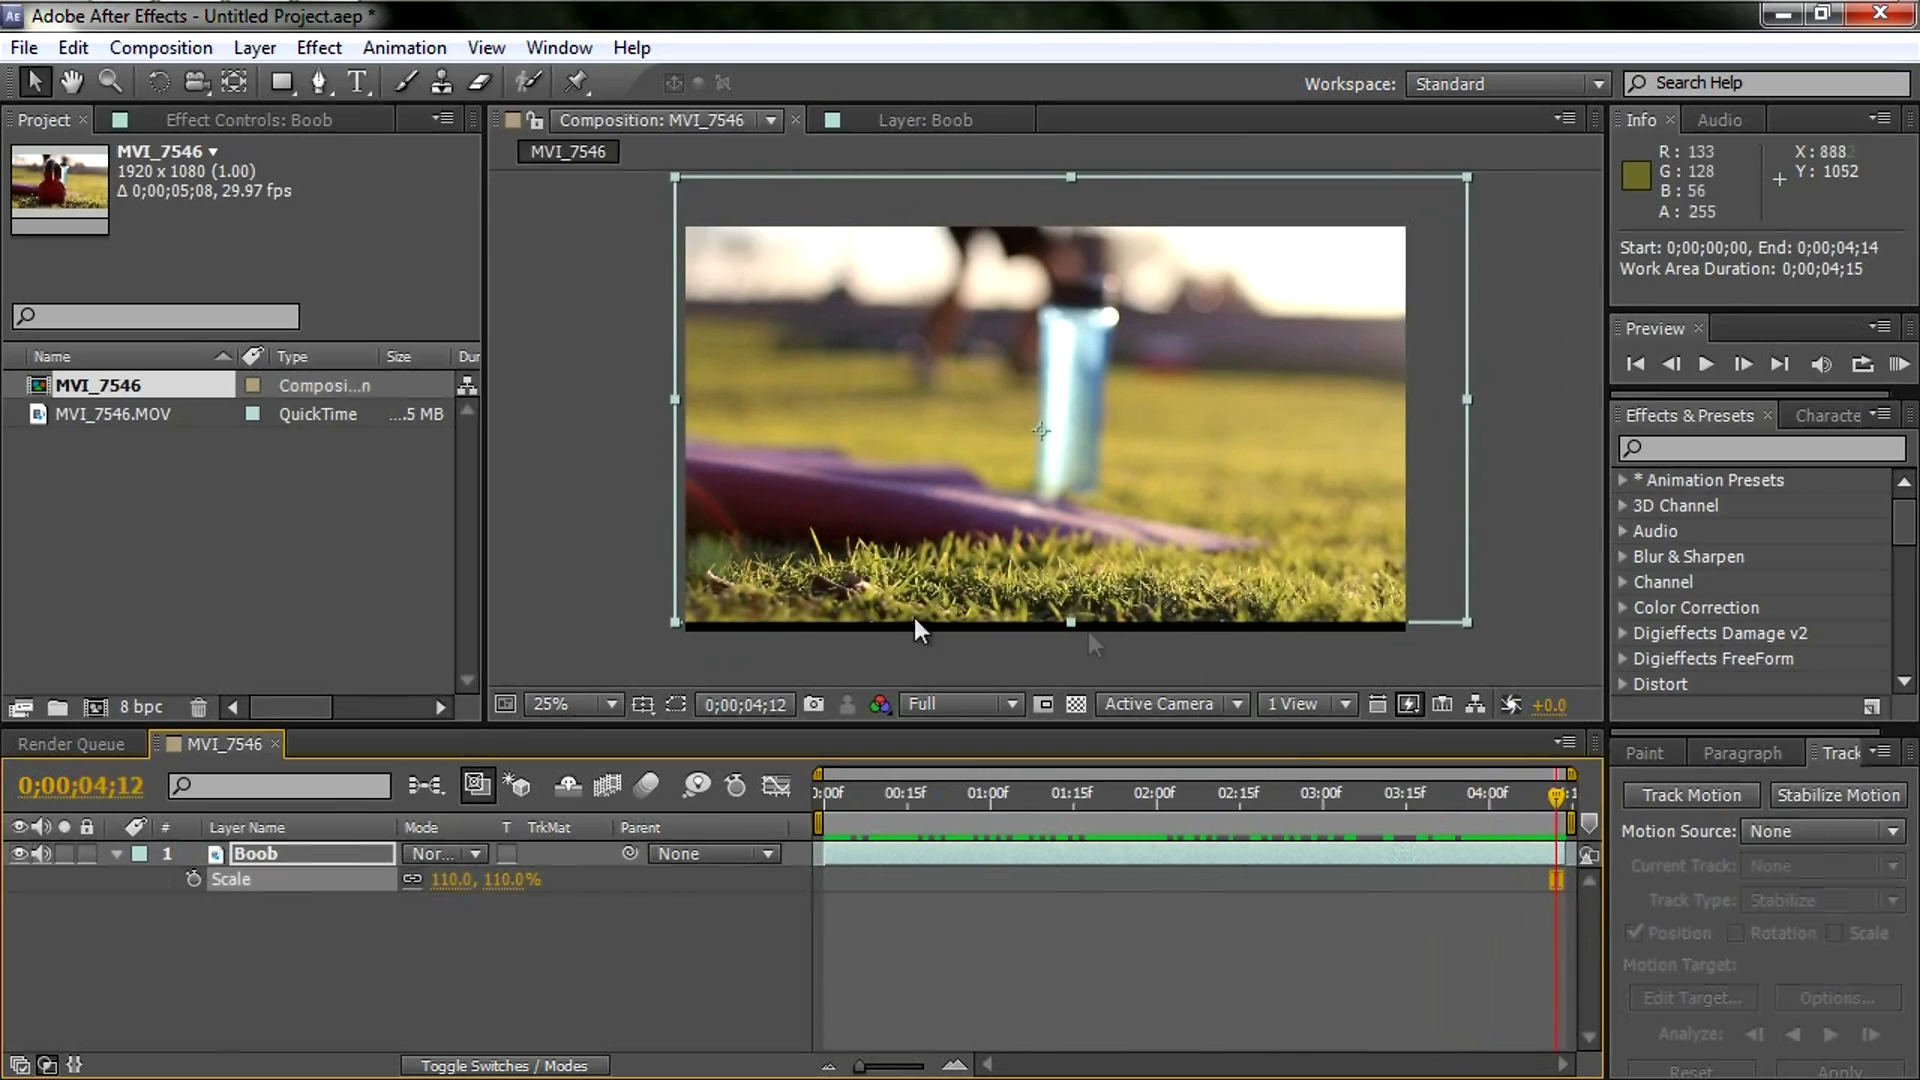 Adobe After Effects - Untitled Project.aep *
File Edit Composition Layer Effect Animation View Window Help
Workspace: Standard Search Help
Project Effect Controls: Boob Composition: MVI_7546 Layer: Boob Info Audio
MVI_7546
1920 x 1080 (1.00)
Δ 0;00;05;08, 29.97 fps
MVI_7546
R: 133 X: 888
G: 128 Y: 1052
B: 56
A: 255
Start: 0;00;00;00, End: 0;00;04;14
Work Area Duration: 0;00;04;15
Preview
Name Type Size Dur
MVI_7546 Composi...n
MVI_7546.MOV QuickTime ....5 MB
Effects & Presets Characte
* Animation Presets
3D Channel
Audio
Blur & Sharpen
Channel
Color Correction
Digieffects Damage v2
Digieffects FreeForm
Distort
8 bpc 25% 0;00;04;12 Full Active Camera 1 View +0.0
Render Queue MVI_7546 Paint Paragraph Track
0;00;04;12
0:00f 00:15f 01:00f 01:15f 02:00f 02:15f 03:00f 03:15f 04:00f
# Layer Name Mode T TrkMat Parent
1 Boob Nor... None
Scale 110.0, 110.0%
Track Motion Stabilize Motion
Motion Source: None
Current Track: None
Track Type: Stabilize
Position Rotation Scale
Motion Target:
Edit Target... Options...
Analyze:
Reset Apply
Toggle Switches / Modes